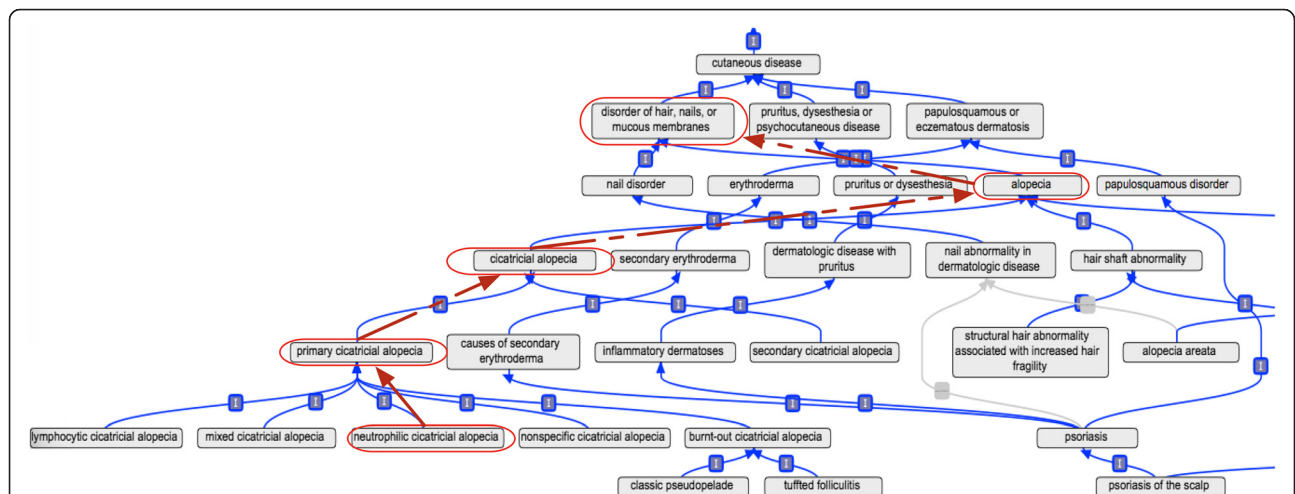 I
cutaneous disease
I I I
disorder of hair, nails, or
mucous membranes
pruritus, dysesthesia or
psychocutaneous disease
papulosquamous or
eczematous dermatosis
I I I I I
nail disorder
erythroderma
pruritus or dysesthesia
alopecia
papulosquamous disorder
I I I I I
cicatricial alopecia
secondary erythroderma
dermatologic disease with
pruritus
nail abnormality in
dermatologic disease
hair shaft abnormality
I I I I I I
primary cicatricial alopecia
causes of secondary
erythroderma
inflammatory dermatoses
secondary cicatricial alopecia
structural hair abnormality
associated with increased hair
fragility
alopecia areata
I
I I I I I I I
lymphocytic cicatricial alopecia
mixed cicatricial alopecia
neutrophilic cicatricial alopecia
nonspecific cicatricial alopecia
burnt-out cicatricial alopecia
psoriasis
I I I
classic pseudopelade
tuffted folliculitis
psoriasis of the scalp